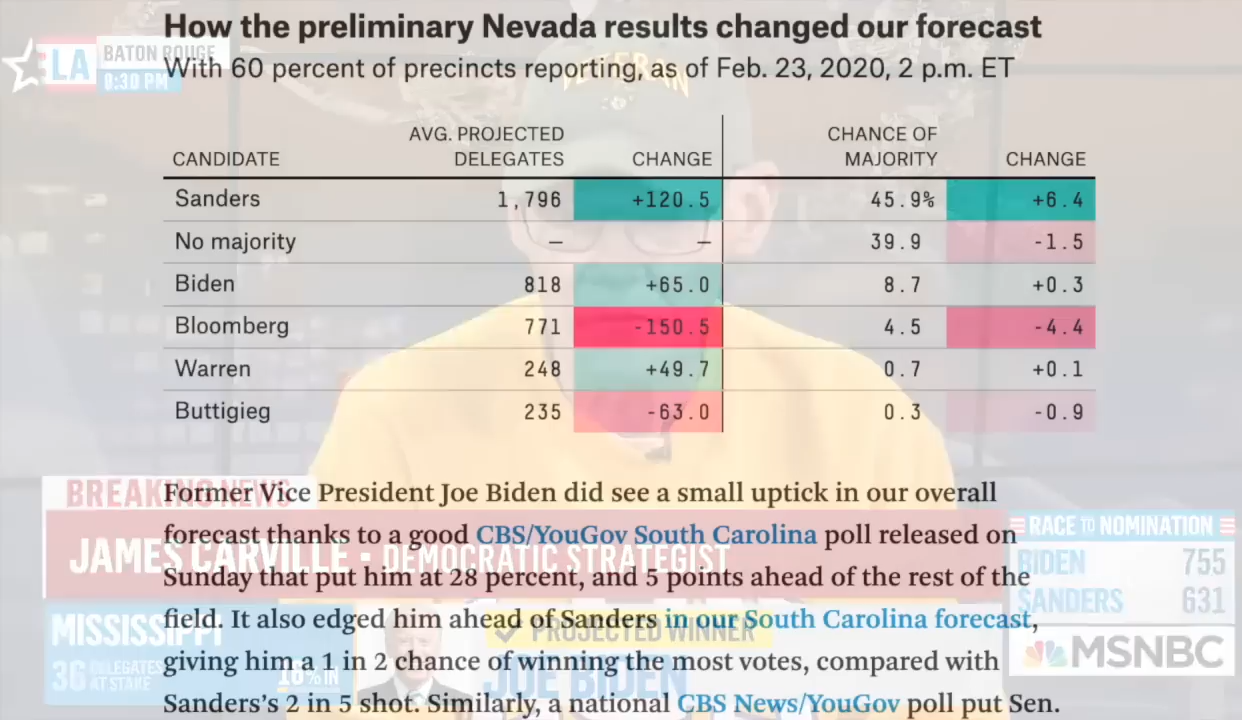 How the preliminary Nevada results changed our forecast
With 60 percent of precincts reporting, as of Feb. 23, 2020, 2 p.m. ET
LA
BATON ROUGE
8:30 PM
VETERAN
CANDIDATE AVG. PROJECTED DELEGATES CHANGE CHANCE OF MAJORITY CHANGE
Sanders 1,796 +120.5 45.9% +6.4
No majority — — 39.9 -1.5
Biden 818 +65.0 8.7 +0.3
Bloomberg 771 -150.5 4.5 -4.4
Warren 248 +49.7 0.7 +0.1
Buttigieg 235 -63.0 0.3 -0.9
Former Vice President Joe Biden did see a small uptick in our overall
forecast thanks to a good CBS/YouGov South Carolina poll released on
Sunday that put him at 28 percent, and 5 points ahead of the rest of the
field. It also edged him ahead of Sanders in our South Carolina forecast,
giving him a 1 in 2 chance of winning the most votes, compared with
Sanders's 2 in 5 shot. Similarly, a national CBS News/YouGov poll put Sen.
BREAKING NEWS
JAMES CARVILLE • DEMOCRATIC STRATEGIST
MISSISSIPPI
36 DELEGATES AT STAKE
16% IN
PROJECTED WINNER
JOE BIDEN
RACE TO NOMINATION
BIDEN 755
SANDERS 631
MSNBC